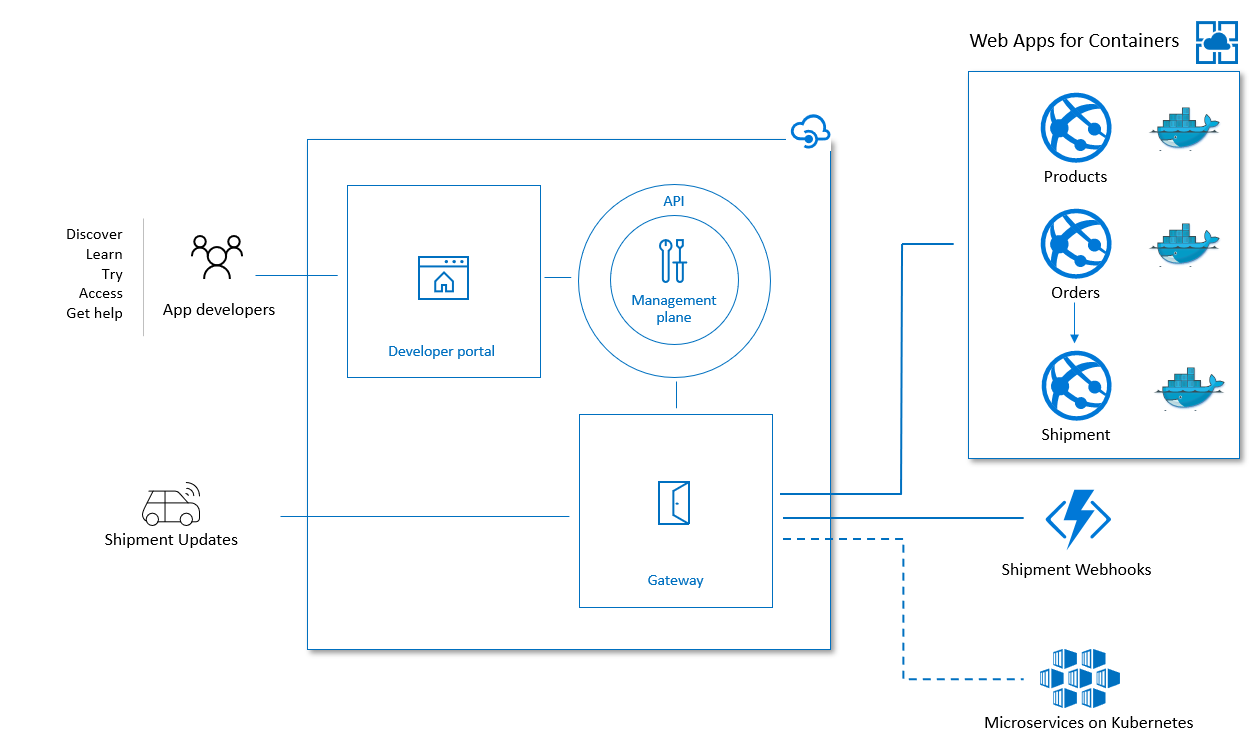 Web Apps for Containers
Products
Orders
Shipment
API
Management
plane
Developer portal
Discover
Learn
Try
Access
Get help
App developers
Shipment Updates
Gateway
Shipment Webhooks
Microservices on Kubernetes